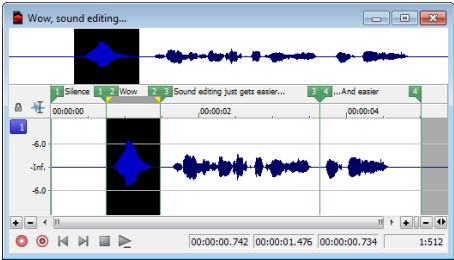 Wow, sound editing...
1 Silence 1 2 Wow 2 3 Sound editing just gets easier... 3 4 ...And easier 4
00:00:00 00:00:02 00:00:04
1
-6.0
-Inf.
-6.0
00:00:00.742 00:00:01.476 00:00:00.734 1:512